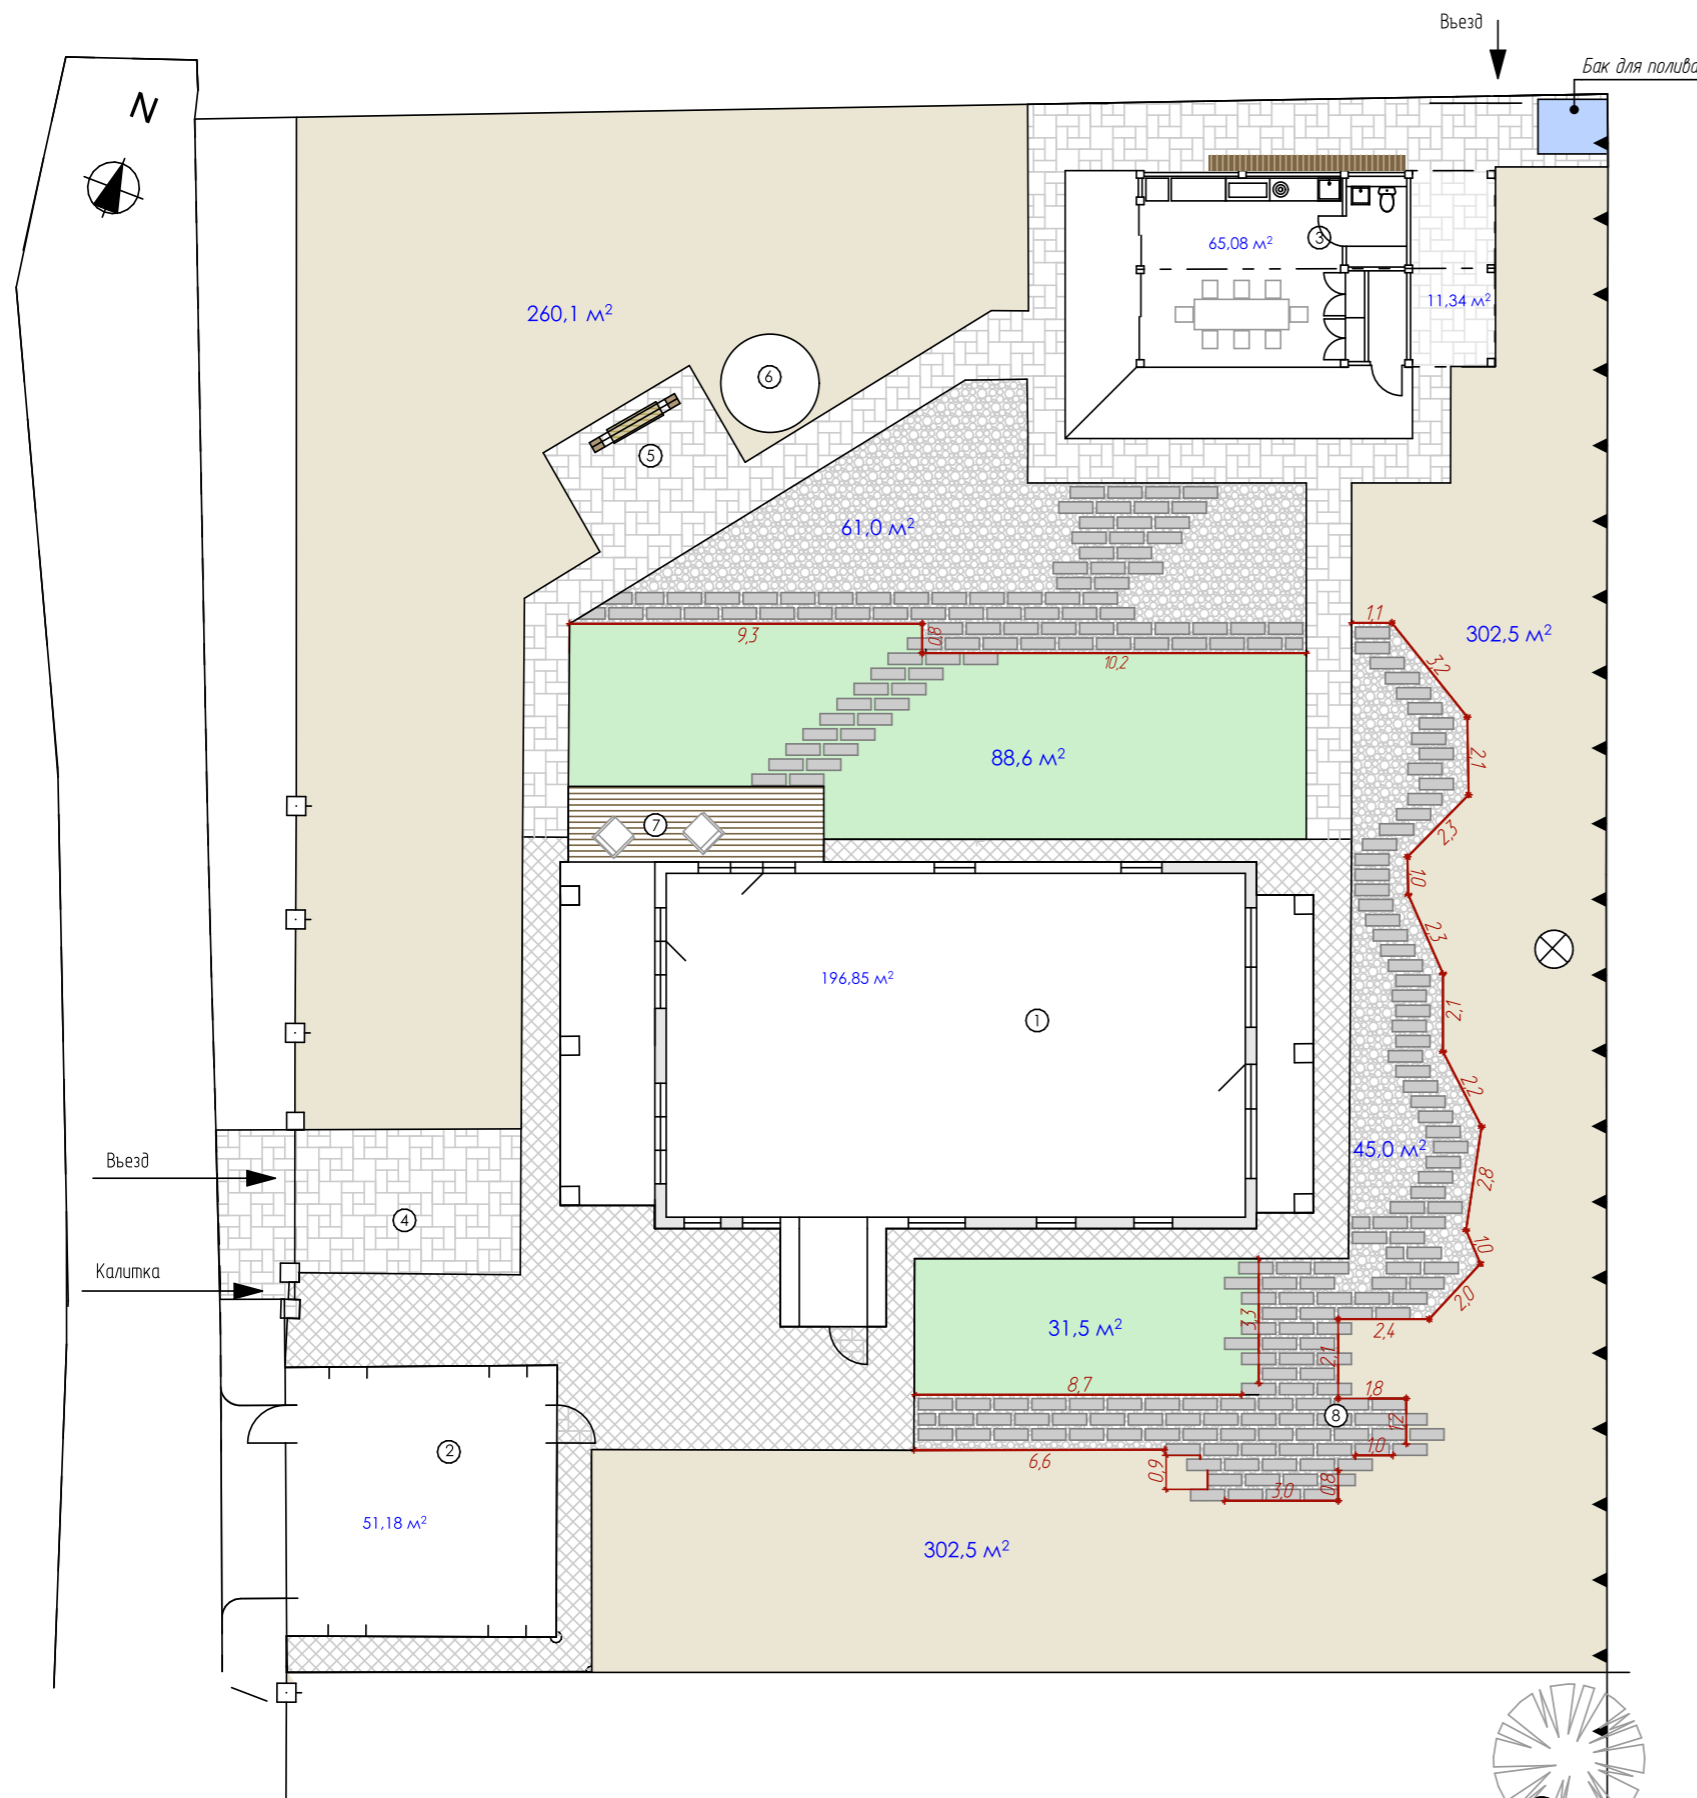 Въезд
Бак для полива
N
65,08 м²
3
11,34 м²
260,1 м²
6
5
61,0 м²
9,3
0,8
10,2
1,1
3,2
302,5 м²
2,1
88,6 м²
7
2,3
1,0
2,3
196,85 м²
1
2,1
2,2
45,0 м²
2,8
Въезд
4
1,0
Калитка
2,0
3,3
31,5 м²
2,4
2,1
8,7
1,8
8
1,2
2
6,6
0,9
1,0
0,8
3,0
51,18 м²
302,5 м²